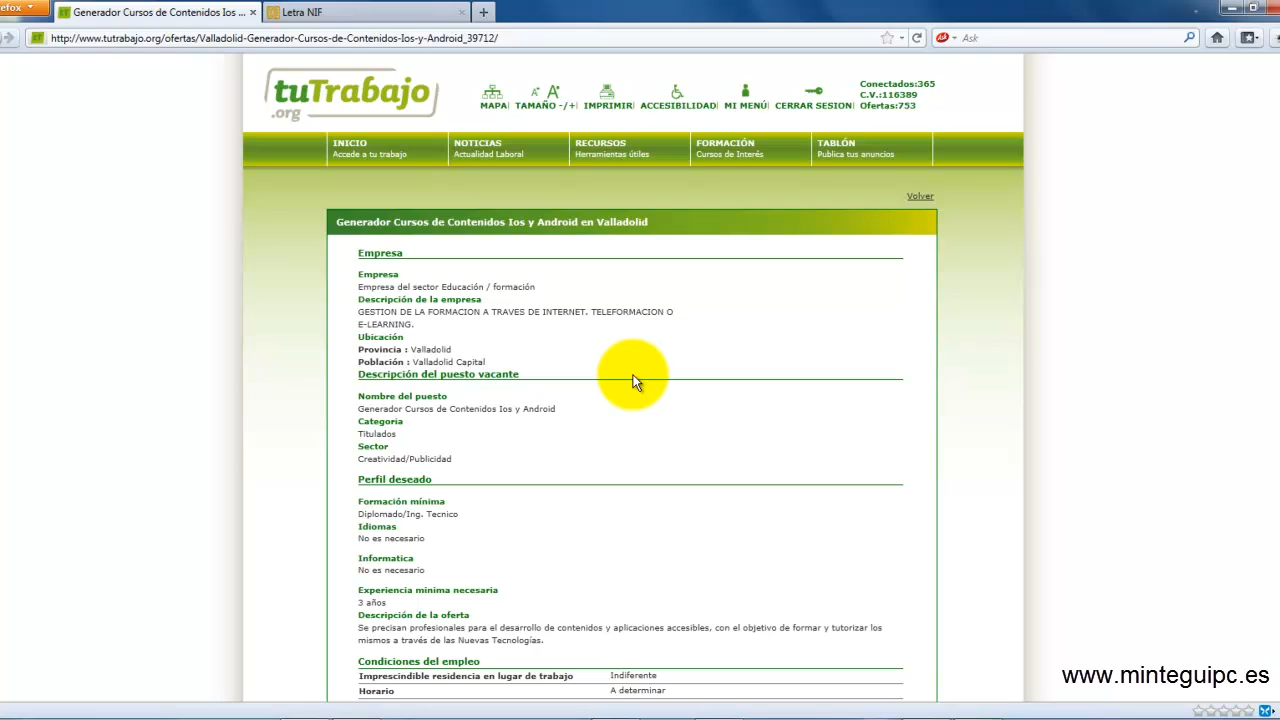 efox
Generador Cursos de Contenidos Ios ...
Letra NIF
http://www.tutrabajo.org/ofertas/Valladolid-Generador-Cursos-de-Contenidos-Ios-y-Android_39712/
Ask
tuTrabajo
.org
MAPA
TAMAÑO -/+
IMPRIMIR
ACCESIBILIDAD
MI MENÚ
CERRAR SESION
Conectados:365
C.V.:116389
Ofertas:753
INICIO
Accede a tu trabajo
NOTICIAS
Actualidad Laboral
RECURSOS
Herramientas útiles
FORMACIÓN
Cursos de Interés
TABLÓN
Publica tus anuncios
Volver
Generador Cursos de Contenidos Ios y Android en Valladolid
Empresa
Empresa
Empresa del sector Educación / formación
Descripción de la empresa
GESTION DE LA FORMACION A TRAVES DE INTERNET. TELEFORMACION O
E-LEARNING.
Ubicación
Provincia : Valladolid
Población : Valladolid Capital
Descripción del puesto vacante
Nombre del puesto
Generador Cursos de Contenidos Ios y Android
Categoria
Titulados
Sector
Creatividad/Publicidad
Perfil deseado
Formación mínima
Diplomado/Ing. Tecnico
Idiomas
No es necesario
Informatica
No es necesario
Experiencia minima necesaria
3 años
Descripción de la oferta
Se precisan profesionales para el desarrollo de contenidos y aplicaciones accesibles, con el objetivo de formar y tutorizar los
mismos a través de las Nuevas Tecnologías.
Condiciones del empleo
Imprescindible residencia en lugar de trabajo Indiferente
Horario A determinar
www.minteguipc.es